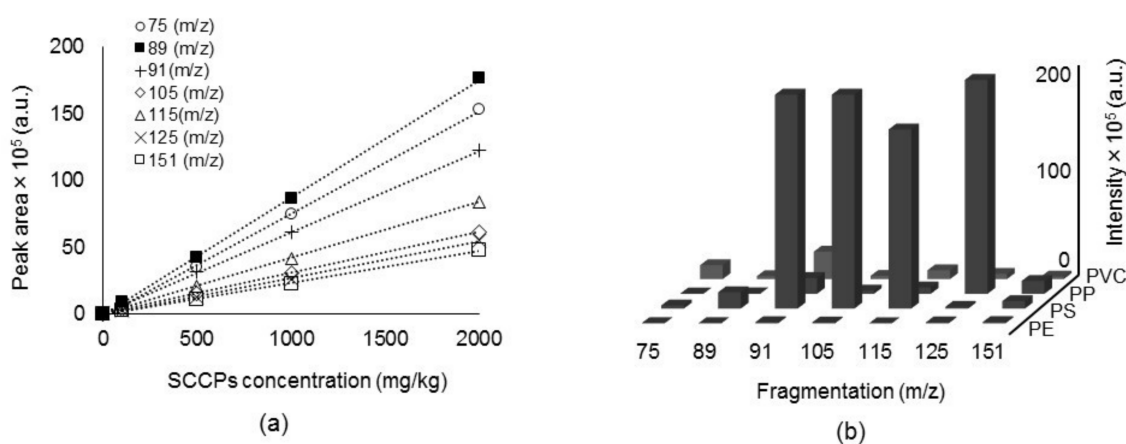 75 (m/z)
89 (m/z)
91 (m/z)
105 (m/z)
115(m/z)
125 (m/z)
151 (m/z)
200
150
100
50
0
Peak area × 10⁵ (a.u.)
0 500 1000 1500 2000
SCCPs concentration (mg/kg)
(a)
200
100
0
Intensity × 10⁵ (a.u.)
PVC
PP
PS
PE
75 89 91 105 115 125 151
Fragmentation (m/z)
(b)